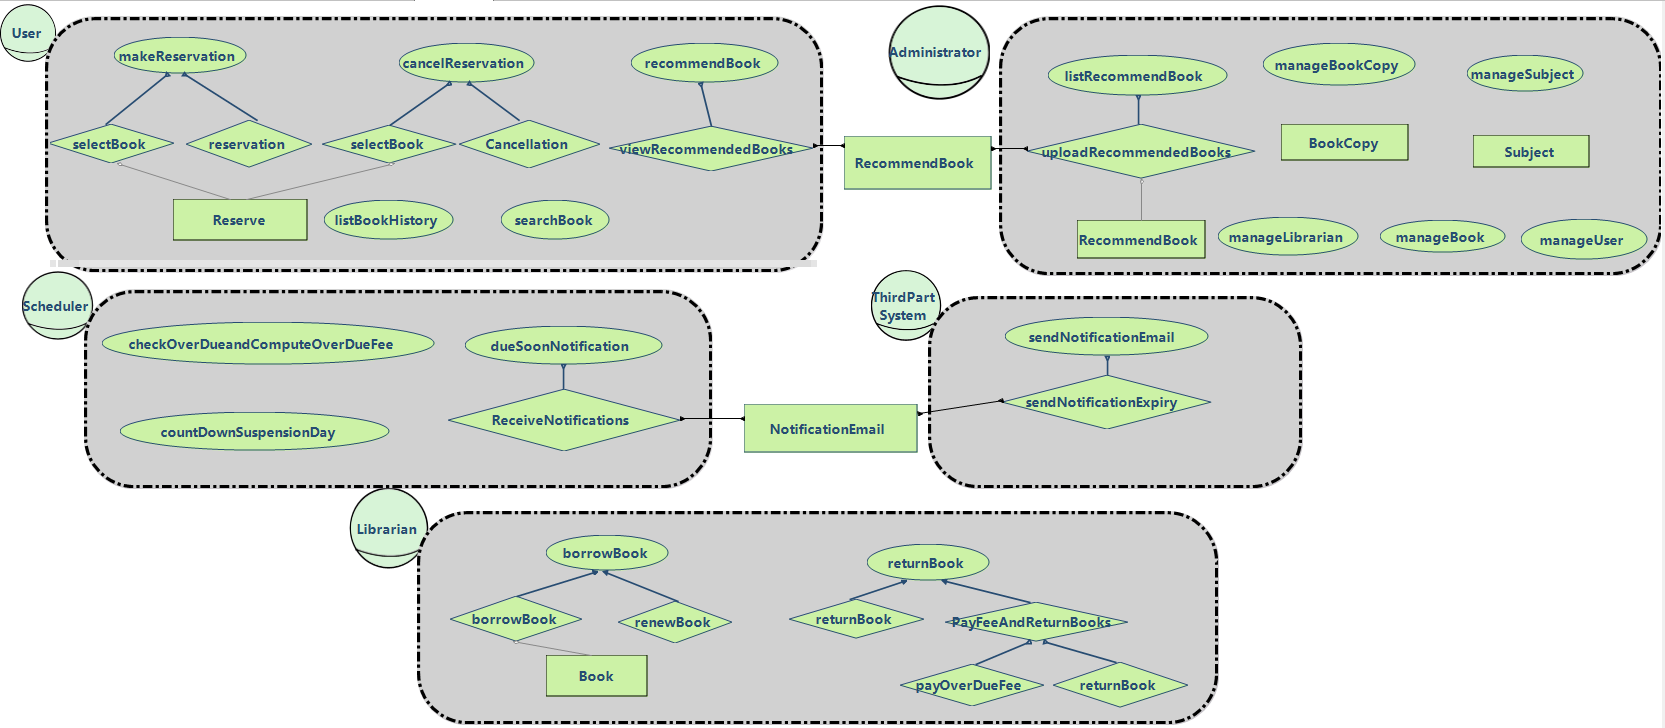 User
makeReservation
cancelReservation
recommendBook
selectBook
reservation
selectBook
Cancellation
viewRecommendedBooks
Reserve
listBookHistory
searchBook
RecommendBook
Administrator
listRecommendBook
manageBookCopy
manageSubject
uploadRecommendedBooks
BookCopy
Subject
RecommendBook
manageLibrarian
manageBook
manageUser
Scheduler
checkOverDueandComputeOverDueFee
dueSoonNotification
countDownSuspensionDay
ReceiveNotifications
NotificationEmail
ThirdPart
System
sendNotificationEmail
sendNotificationExpiry
Librarian
borrowBook
returnBook
borrowBook
renewBook
returnBook
PayFeeAndReturnBooks
Book
payOverDueFee
returnBook